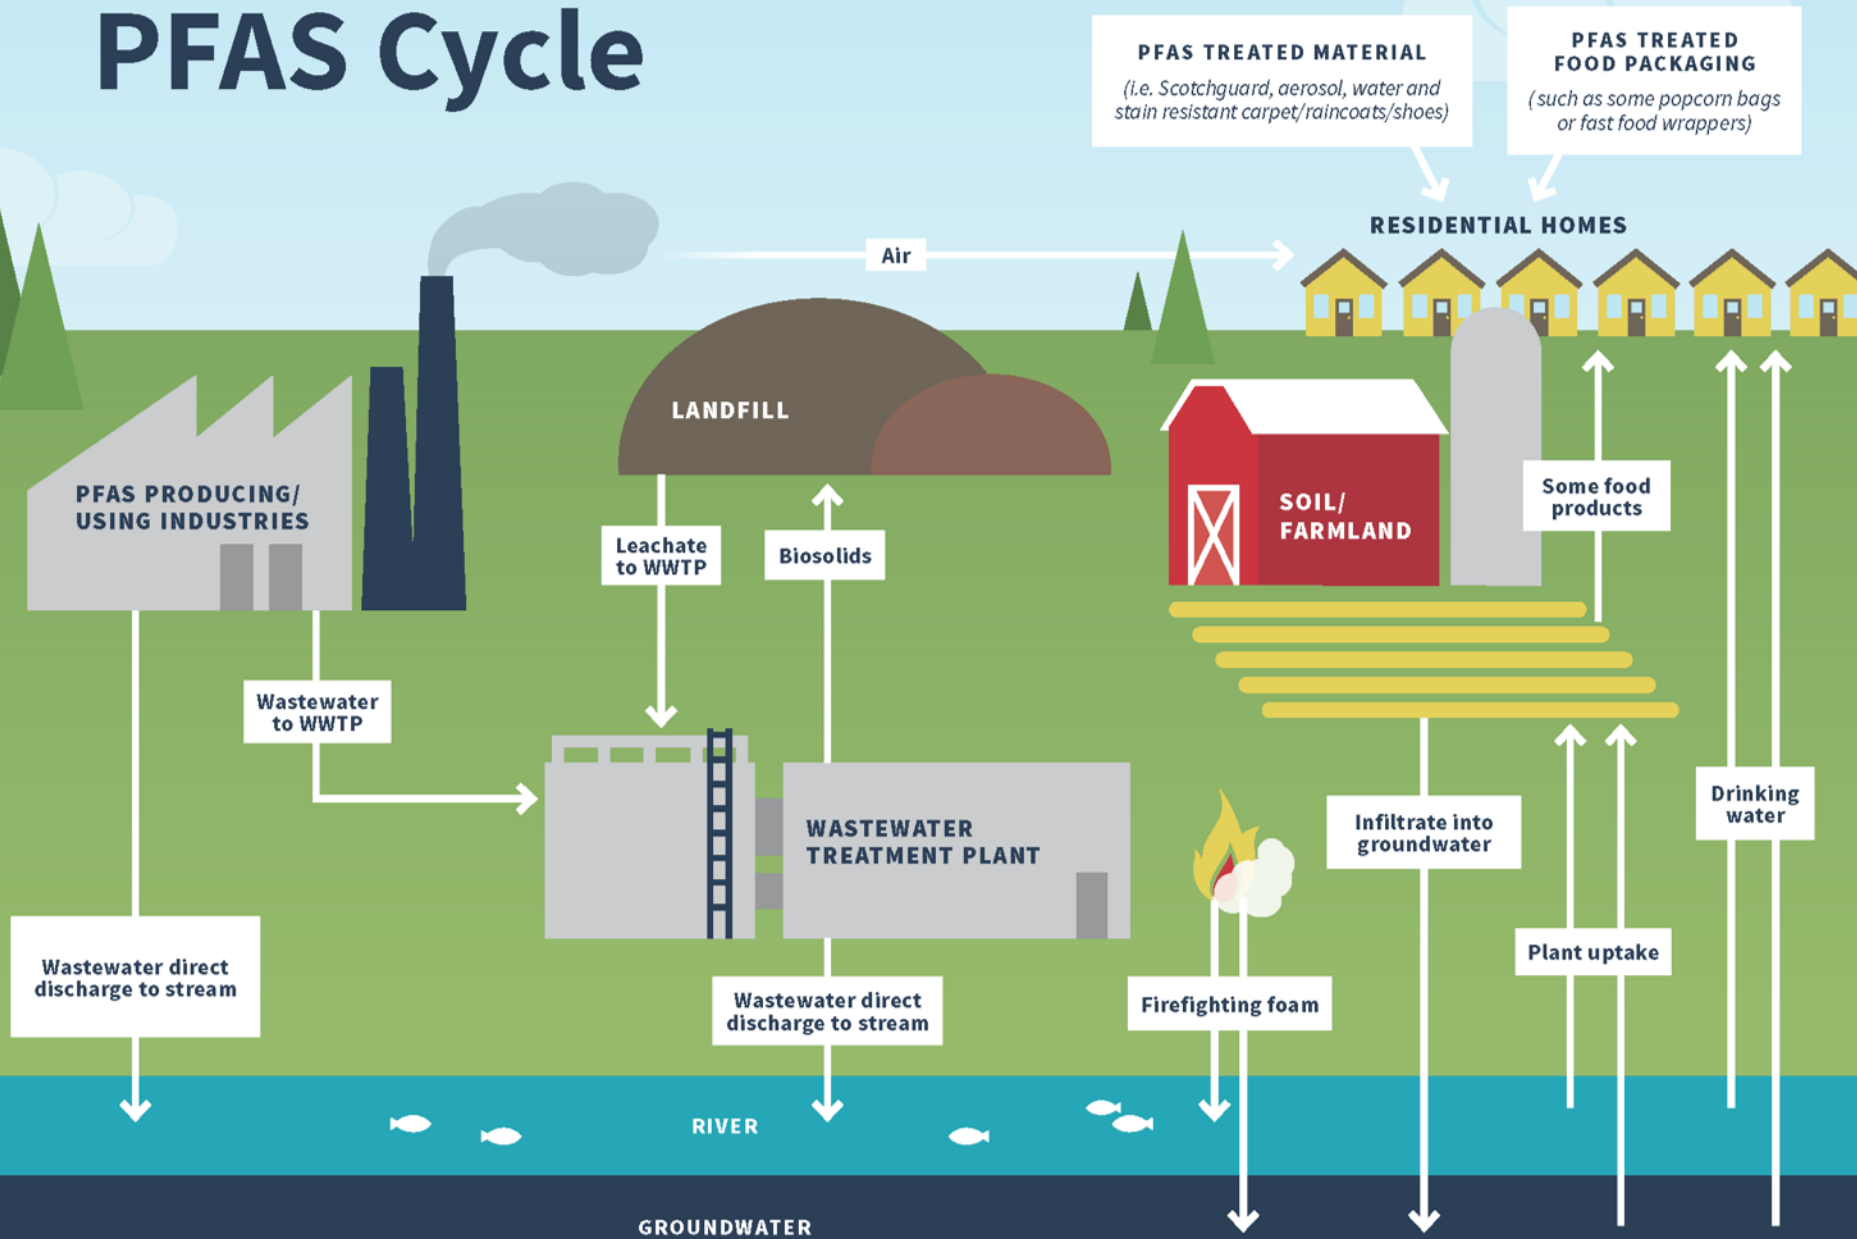 PFAS Cycle
PFAS TREATED MATERIAL
(i.e. Scotchguard, aerosol, water and
stain resistant carpet/raincoats/shoes)
PFAS TREATED
FOOD PACKAGING
(such as some popcorn bags
or fast food wrappers)
RESIDENTIAL HOMES
Air
LANDFILL
PFAS PRODUCING/
USING INDUSTRIES
SOIL/
FARMLAND
Some food
products
Leachate
to WWTP
Biosolids
Wastewater
to WWTP
WASTEWATER
TREATMENT PLANT
Infiltrate into
groundwater
Drinking
water
Plant uptake
Wastewater direct
discharge to stream
Wastewater direct
discharge to stream
Firefighting foam
RIVER
GROUNDWATER